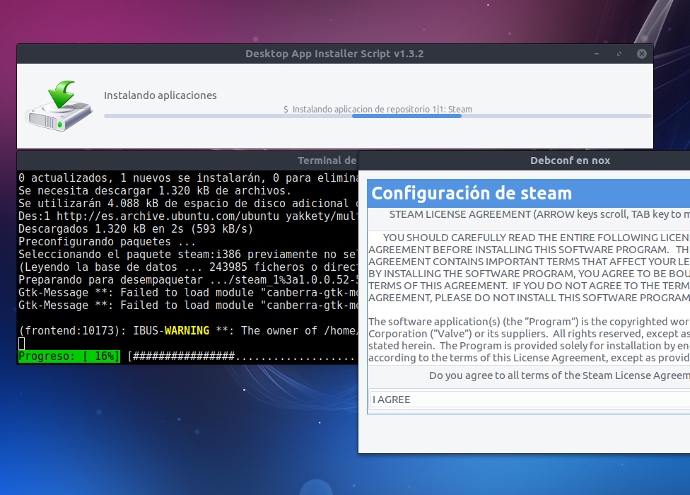 Desktop App Installer Script v1.3.2
Instalando aplicaciones
$ Instalando aplicacion de repositorio 1|1: Steam
Terminal de
0 actualizados, 1 nuevos se instalarán, 0 para elimina
Se necesita descargar 1.320 kB de archivos.
Se utilizarán 4.088 kB de espacio de disco adicional
Des:1 http://es.archive.ubuntu.com/ubuntu yakkety/mul
Descargados 1.320 kB en 2s (593 kB/s)
Preconfigurando paquetes ...
Seleccionando el paquete steam:i386 previamente no se
(Leyendo la base de datos ... 243985 ficheros o direct
Preparando para desempaquetar .../steam_1%3a1.0.0.52-5
Gtk-Message **: Failed to load module "canberra-gtk-mo
Gtk-Message **: Failed to load module "canberra-gtk-mo
(frontend:10173): IBUS-WARNING **: The owner of /home/
Progreso: [ 16%] [################......................
Debconf en nox
Configuración de steam
STEAM LICENSE AGREEMENT (ARROW keys scroll, TAB key to m
YOU SHOULD CAREFULLY READ THE ENTIRE FOLLOWING LICEN
AGREEMENT BEFORE INSTALLING THIS SOFTWARE PROGRAM. THE
AGREEMENT CONTAINS IMPORTANT TERMS THAT AFFECT YOUR LE
BY INSTALLING THE SOFTWARE PROGRAM, YOU AGREE TO BE BOU
TERMS OF THIS AGREEMENT. IF YOU DO NOT AGREE TO THE TERM
AGREEMENT, PLEASE DO NOT INSTALL THIS SOFTWARE PROGRAM
The software application(s) (the "Program") is the copyrighted wor
Corporation ("Valve") or its suppliers. All rights reserved, except as
stated herein. The Program is provided solely for installation by en
according to the terms of this License Agreement, except as provid
Do you agree to all terms of the Steam License Agreem
I AGREE